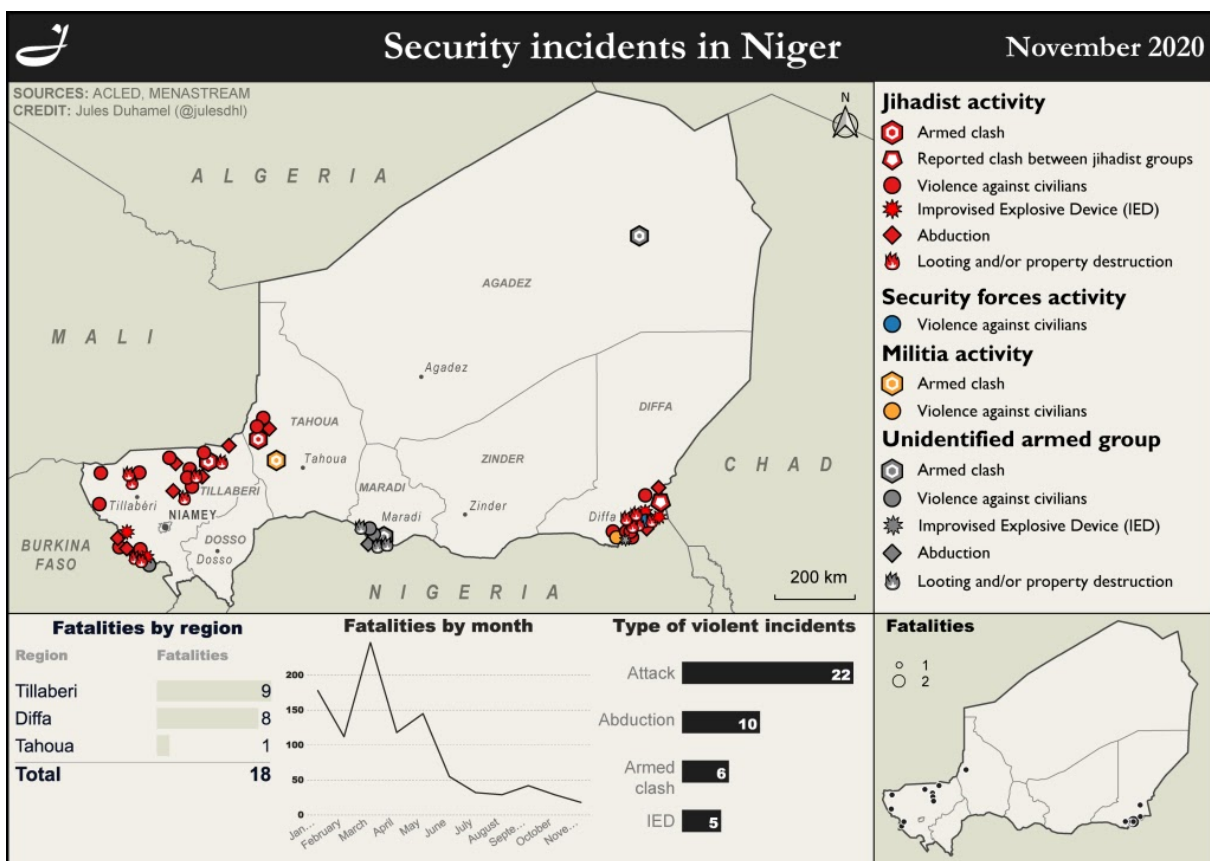 Security incidents in Niger
November 2020
SOURCES: ACLED, MENASTREAM
CREDIT: Jules Duhamel (@julesdhl)
N
ALGERIA
MALI
AGADEZ
Agadez
TAHOUA
Tahoua
DIFFA
Diffa
ZINDER
Zinder
MARADI
Maradi
CHAD
TILLABERI
Tillabèri
NIAMEY
DOSSO
Dosso
BURKINA
FASO
NIGERIA
200 km
Jihadist activity
Armed clash
Reported clash between jihadist groups
Violence against civilians
Improvised Explosive Device (IED)
Abduction
Looting and/or property destruction
Security forces activity
Violence against civilians
Militia activity
Armed clash
Violence against civilians
Unidentified armed group
Armed clash
Violence against civilians
Improvised Explosive Device (IED)
Abduction
Looting and/or property destruction
Fatalities by region
Region Fatalities
Tillaberi 9
Diffa 8
Tahoua 1
Total 18
Fatalities by month
200
150
100
50
0
Jan...
February
March
April
May
June
July
August
Septe...
October
Nove...
Type of violent incidents
Attack 22
Abduction 10
Armed
clash 6
IED 5
Fatalities
1
2